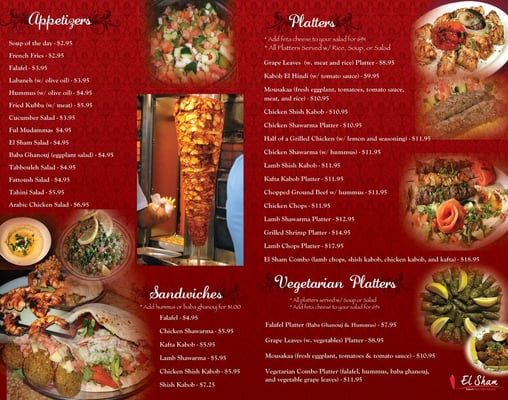 Appetizers
Soup of the day - $2.95
French Fries - $2.95
Falafel - $3.95
Labaneh (w/ olive oil) - $3.95
Hummus (w/ olive oil) - $4.95
Fried Kubba (w/ meat) - $5.95
Cucumber Salad - $3.95
Ful Mudammas $4.95
El Sham Salad - $4.95
Baba Ghanouj (eggplant salad) - $4.95
Tabbouleh Salad - $4.95
Fattoush Salad - $4.95
Tahini Salad - $5.95
Arabic Chicken Salad - $6.95
Sandwiches
* Add hummus or baba ghanouj for $1.00
Falafel - $4.95
Chicken Shawarma - $5.95
Kafta Kabob - $5.95
Lamb Shawarma - $5.95
Chicken Shish Kabob - $5.95
Shish Kabob - $7.25
Platters
* Add feta cheese to your salad for
* All Platters Served w/ Rice, Soup, or Salad
Grape Leaves (w. meat and rice) Platter - $8.95
Kabob El Hindi (w/ tomato sauce) - $9.95
Mousakaa (fresh eggplant, tomatoes, tomato sauce,
meat, and rice) - $10.95
Chicken Shish Kabob - $10.95
Chicken Shawarma Platter - $10.95
Half of a Grilled Chicken (w/ lemon and seasoning) - $11.95
Chicken Shawarma (w/ hummus) - $11.95
Lamb Shish Kabob - $11.95
Kafta Kabob Platter - $11.95
Chopped Ground Beef w/ hummus - $11.95
Chicken Chops - $11.95
Lamb Shawarma Platter - $12.95
Grilled Shrimp Platter - $14.95
Lamb Chops Platter - $17.95
El Sham Combo (lamb chops, shish kabob, chicken kabob, and kafta) - $18.95
Vegetarian Platters
* All platters served w/ Soup or Salad
* Add feta cheese to your salad for
Falafel Platter (Baba Ghanouj & Hummus) - $7.95
Grape Leaves (w. vegetables) Platter - $8.95
Mousakaa (fresh eggplant, tomatoes & tomato sauce) - $10.95
Vegetarian Combo Platter (falafel, hummus, baba ghanouj,
and vegetable grape leaves) - $11.95
El Sham